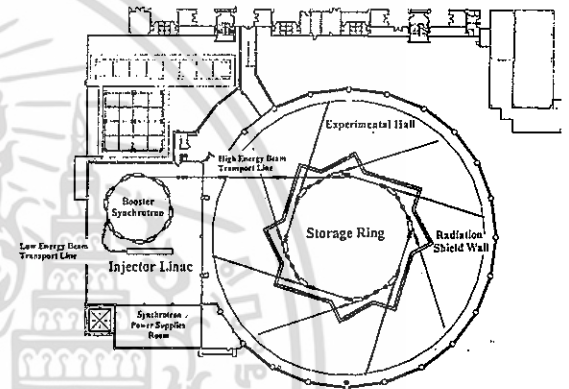 Experimental Hall
High Energy Beam
Transport Line
Booster
Synchrotron
Storage Ring
Radiation
Shield Wall
Low Energy Beam
Transport Line
Injector Linac
Synchrotron
Power Supplies
Room